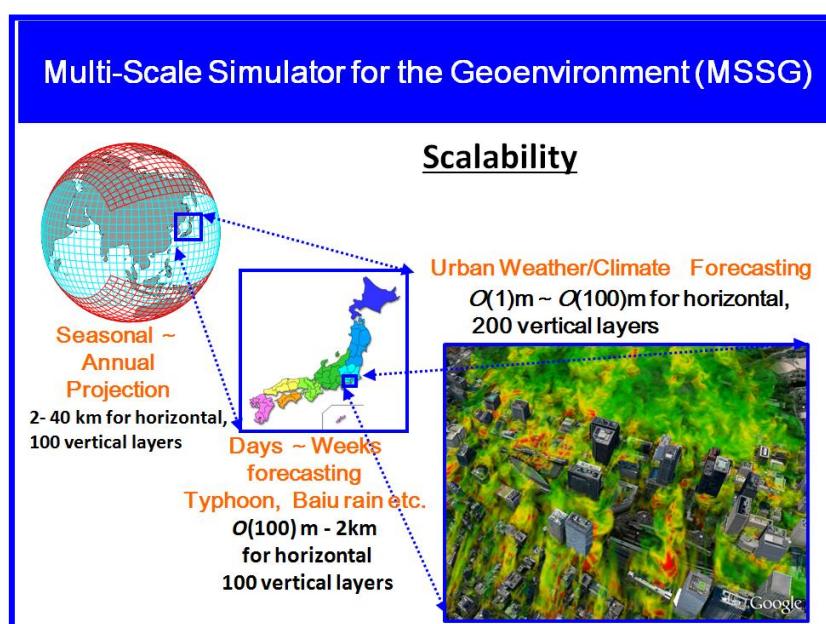 Multi-Scale Simulator for the Geoenvironment (MSSG)
Scalability
Seasonal ~
Annual
Projection
2- 40 km for horizontal,
100 vertical layers
Days ~ Weeks
forecasting
Typhoon, Baiu rain etc.
O(100) m - 2km
for horizontal
100 vertical layers
Urban Weather/Climate Forecasting
O(1)m ~ O(100)m for horizontal,
200 vertical layers
Google